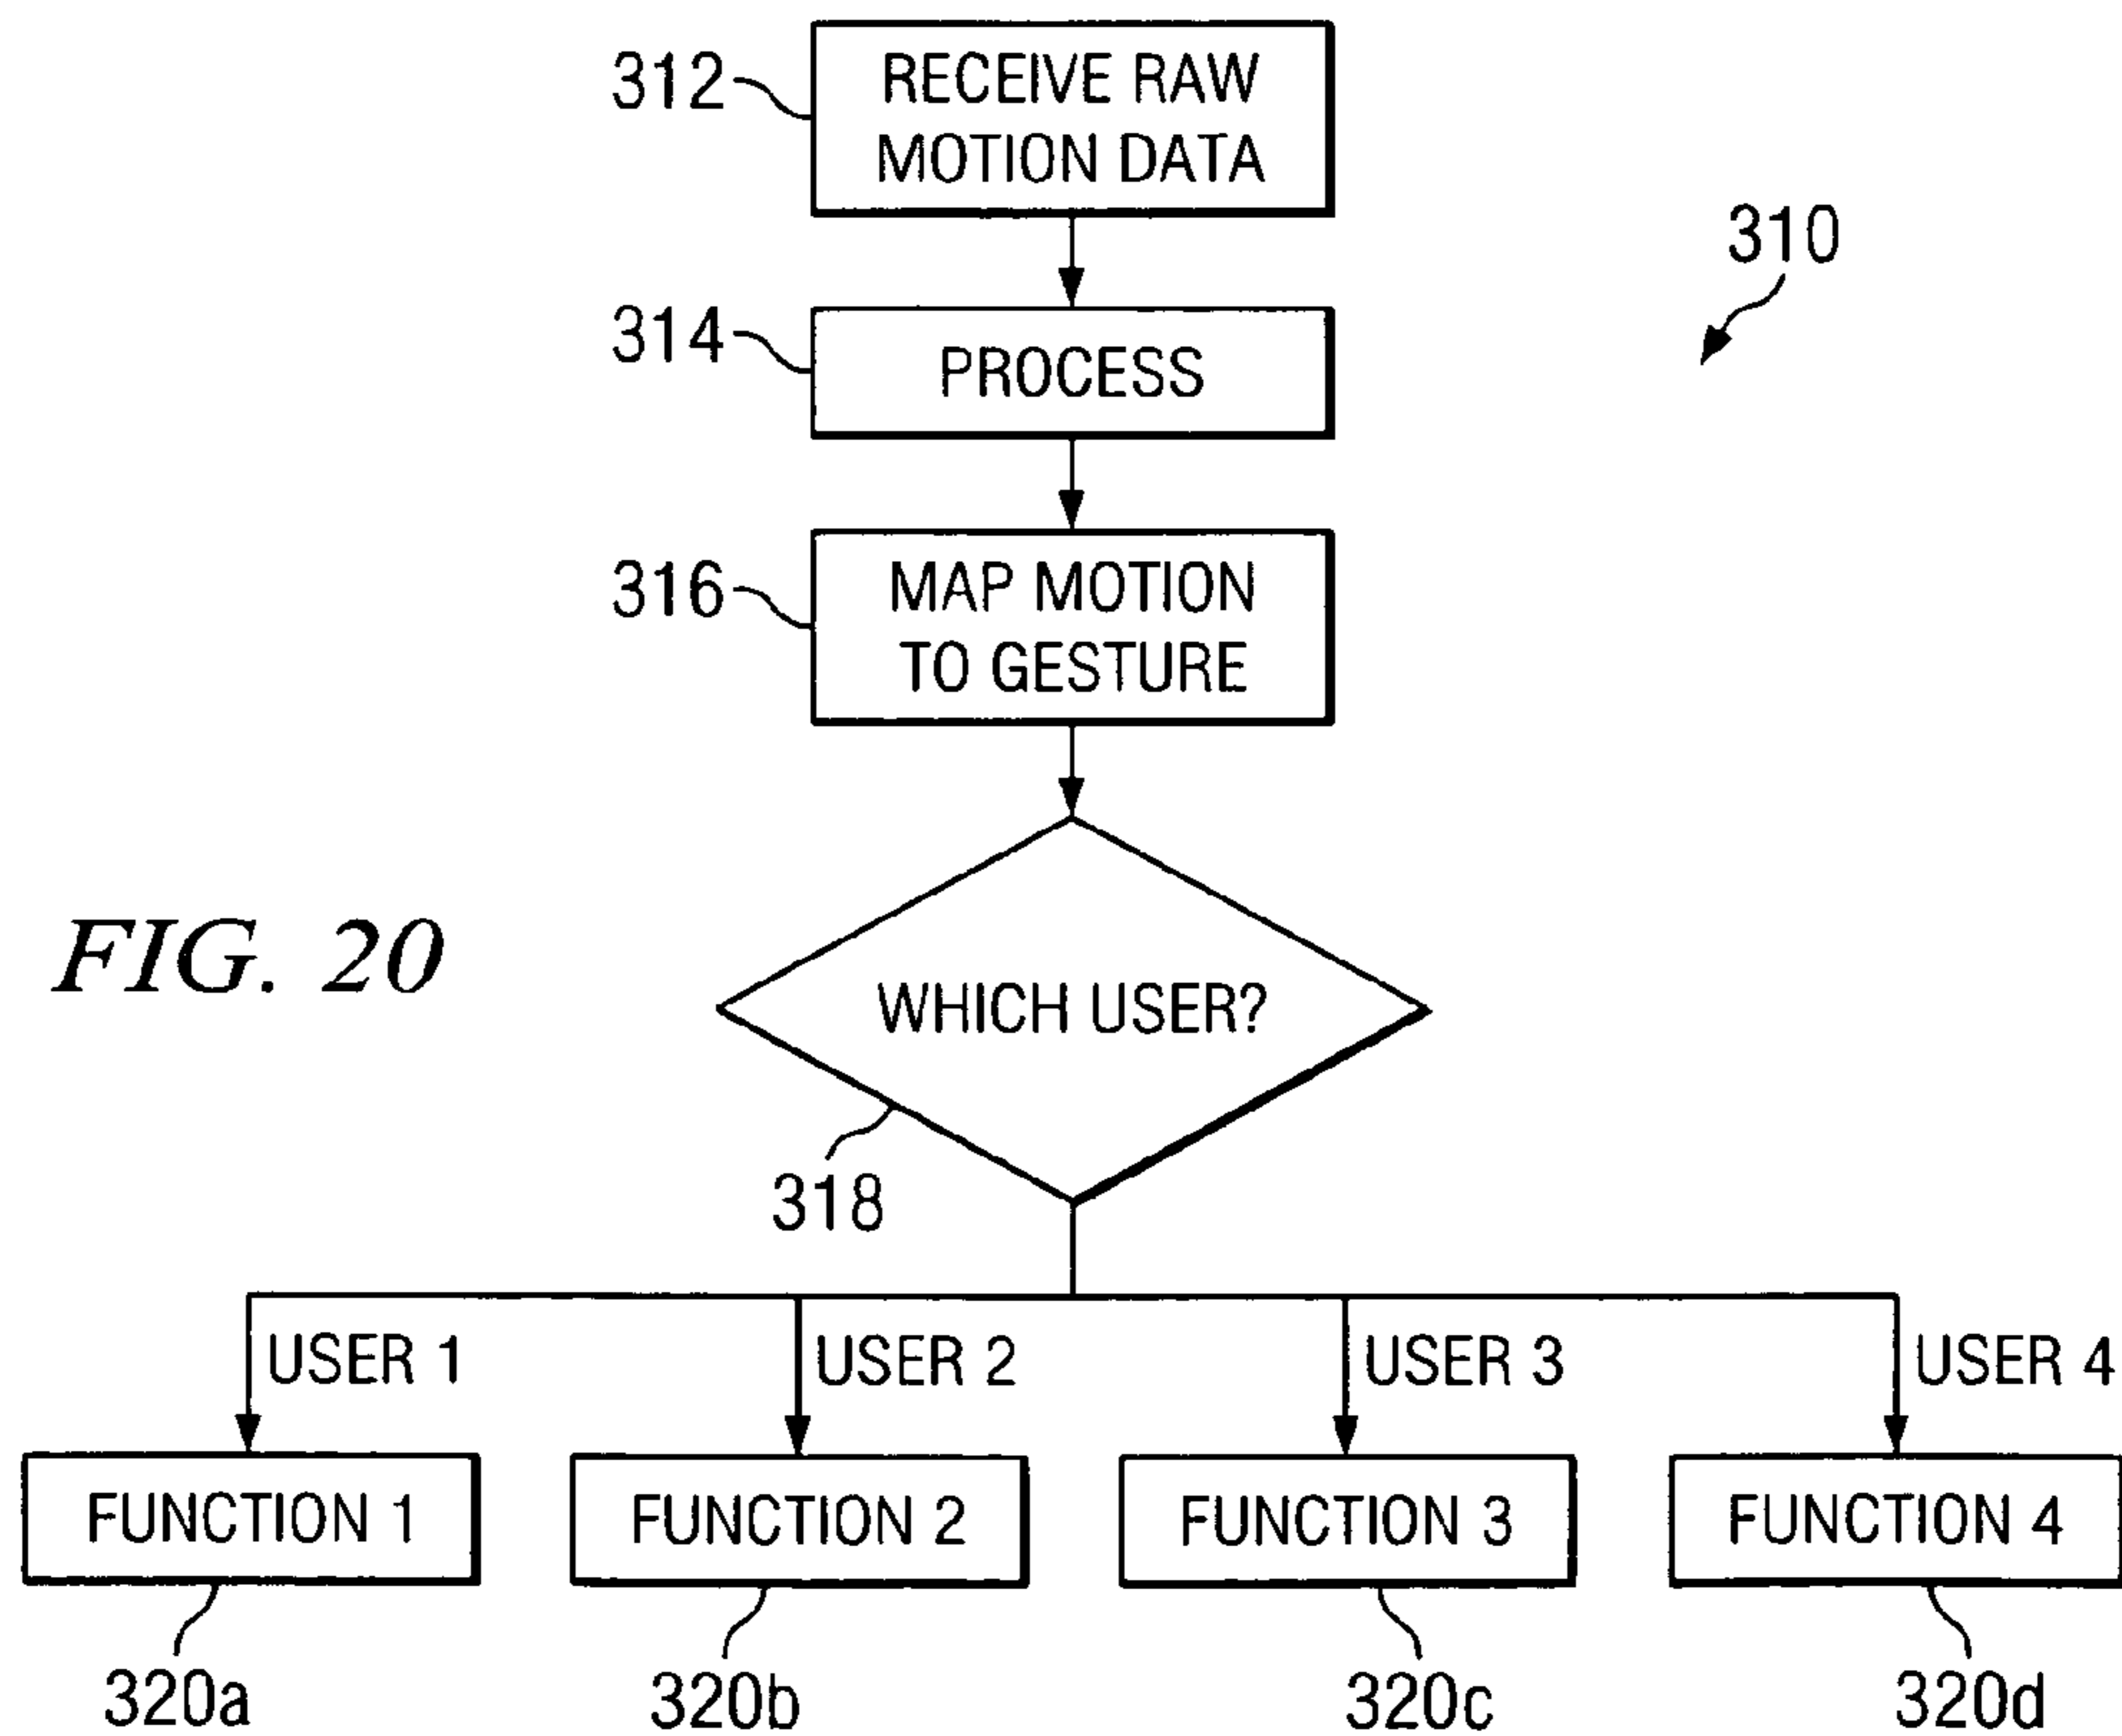 312
RECEIVE RAW
MOTION DATA
310
314
PROCESS
316
MAP MOTION
TO GESTURE
FIG. 20
WHICH USER?
318
USER 1
USER 2
USER 3
USER 4
FUNCTION 1
FUNCTION 2
FUNCTION 3
FUNCTION 4
320a
320b
320c
320d